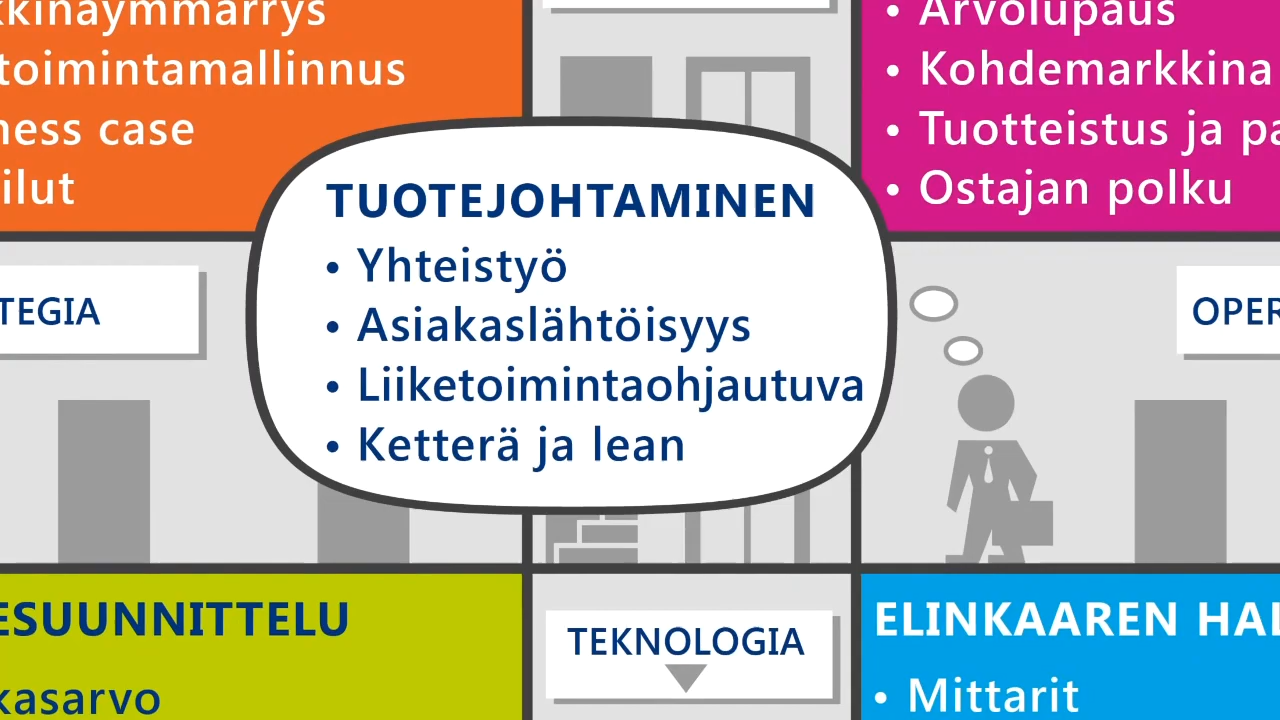 kkinaymmärrys
toimintamallinnus
ness case
ilut
• Arvolupaus
• Kohdemarkkina
• Tuotteistus ja pa
• Ostajan polku
TUOTEJOHTAMINEN
• Yhteistyö
• Asiakaslähtöisyys
• Liiketoimintaohjautuva
• Ketterä ja lean
TEGIA
OPER
ESUUNNITTELU
kasarvo
TEKNOLOGIA
ELINKAAREN HAL
• Mittarit